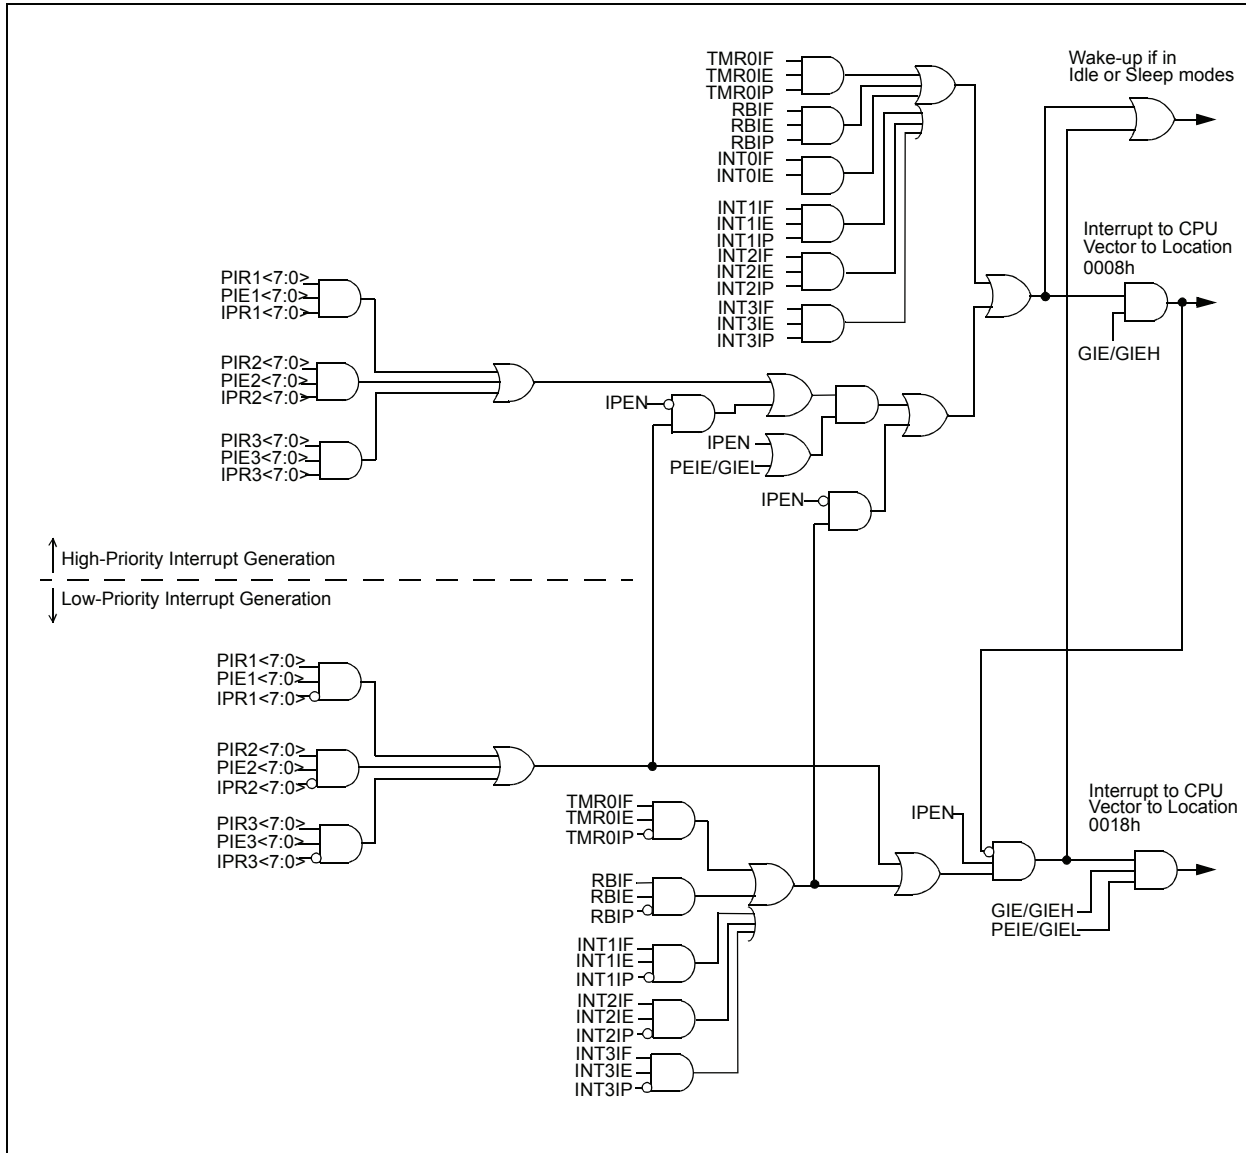 TMR0IF
TMR0IE
TMR0IP
RBIF
RBIE
RBIP
INT0IF
INT0IE
INT1IF
INT1IE
INT1IP
INT2IF
INT2IE
INT2IP
INT3IF
INT3IE
INT3IP
Wake-up if in
Idle or Sleep modes
Interrupt to CPU
Vector to Location
0008h
GIE/GIEH
PIR1<7:0>
PIE1<7:0>
IPR1<7:0>
PIR2<7:0>
PIE2<7:0>
IPR2<7:0>
PIR3<7:0>
PIE3<7:0>
IPR3<7:0>
IPEN
IPEN
PEIE/GIEL
IPEN
High-Priority Interrupt Generation
Low-Priority Interrupt Generation
PIR1<7:0>
PIE1<7:0>
IPR1<7:0>
PIR2<7:0>
PIE2<7:0>
IPR2<7:0>
PIR3<7:0>
PIE3<7:0>
IPR3<7:0>
TMR0IF
TMR0IE
TMR0IP
RBIF
RBIE
RBIP
INT1IF
INT1IE
INT1IP
INT2IF
INT2IE
INT2IP
INT3IF
INT3IE
INT3IP
IPEN
Interrupt to CPU
Vector to Location
0018h
GIE/GIEH
PEIE/GIEL